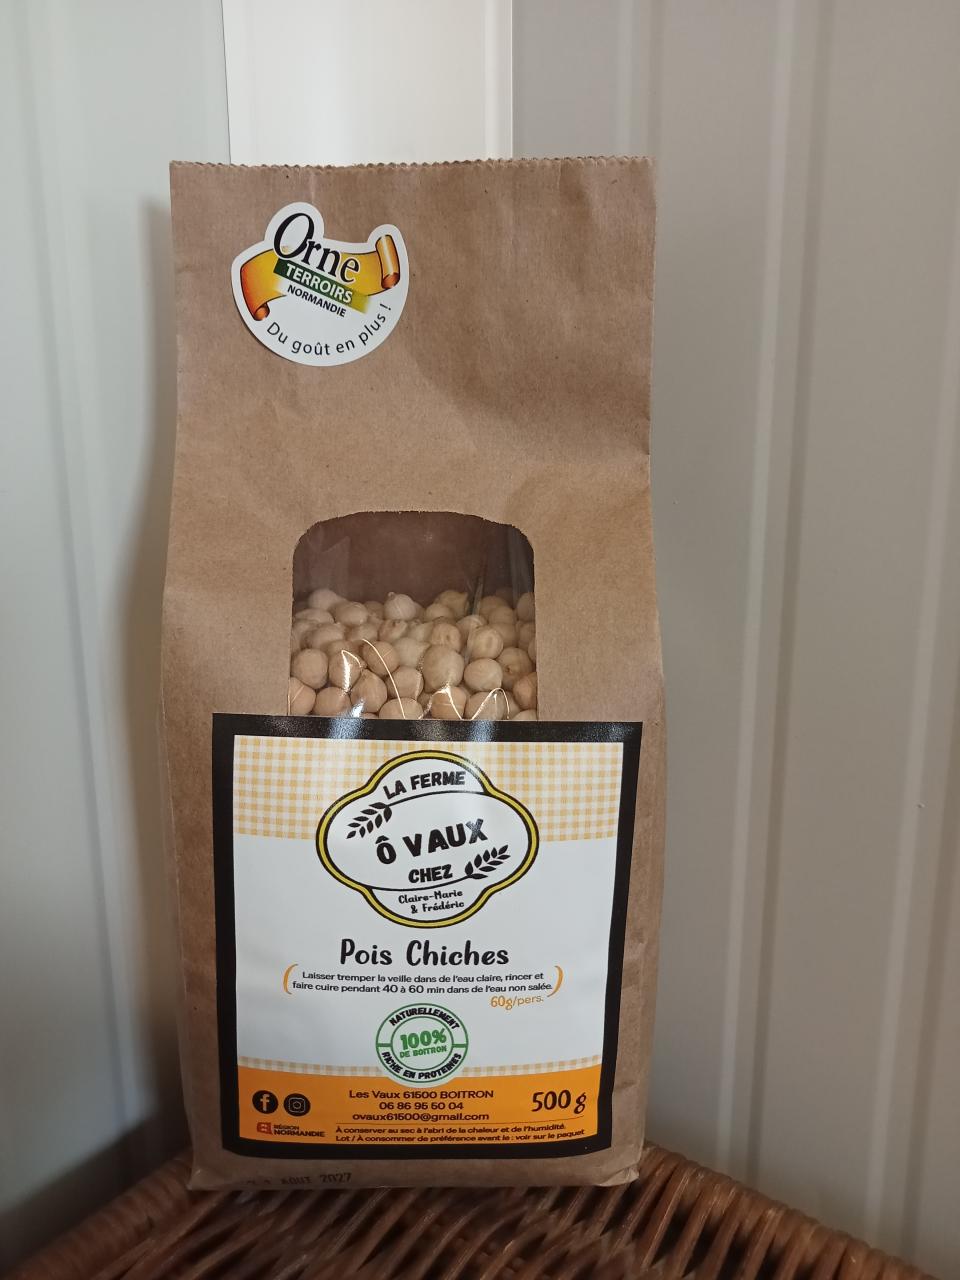 Orne
TERROIRS
NORMANDIE
Du goût en plus !
LA FERME
Ô VAUX
CHEZ
Claire-Marie
& Frédéric
Pois Chiches
Laisser tremper la veille dans de l'eau claire, rincer et
faire cuire pendant 40 à 60 min dans de l'eau non salée.
60g/pers.
NATURELLEMENT
100%
DE BOITRON
RICHE EN PROTEINES
Les Vaux 61500 BOITRON
06 86 95 50 04
ovaux61500@gmail.com
500 g
RÉGION
NORMANDIE
À conserver au sec à l'abri de la chaleur et de l'humidité.
Lot / À consommer de préférence avant le : voir sur le paquet
AOUT 2027